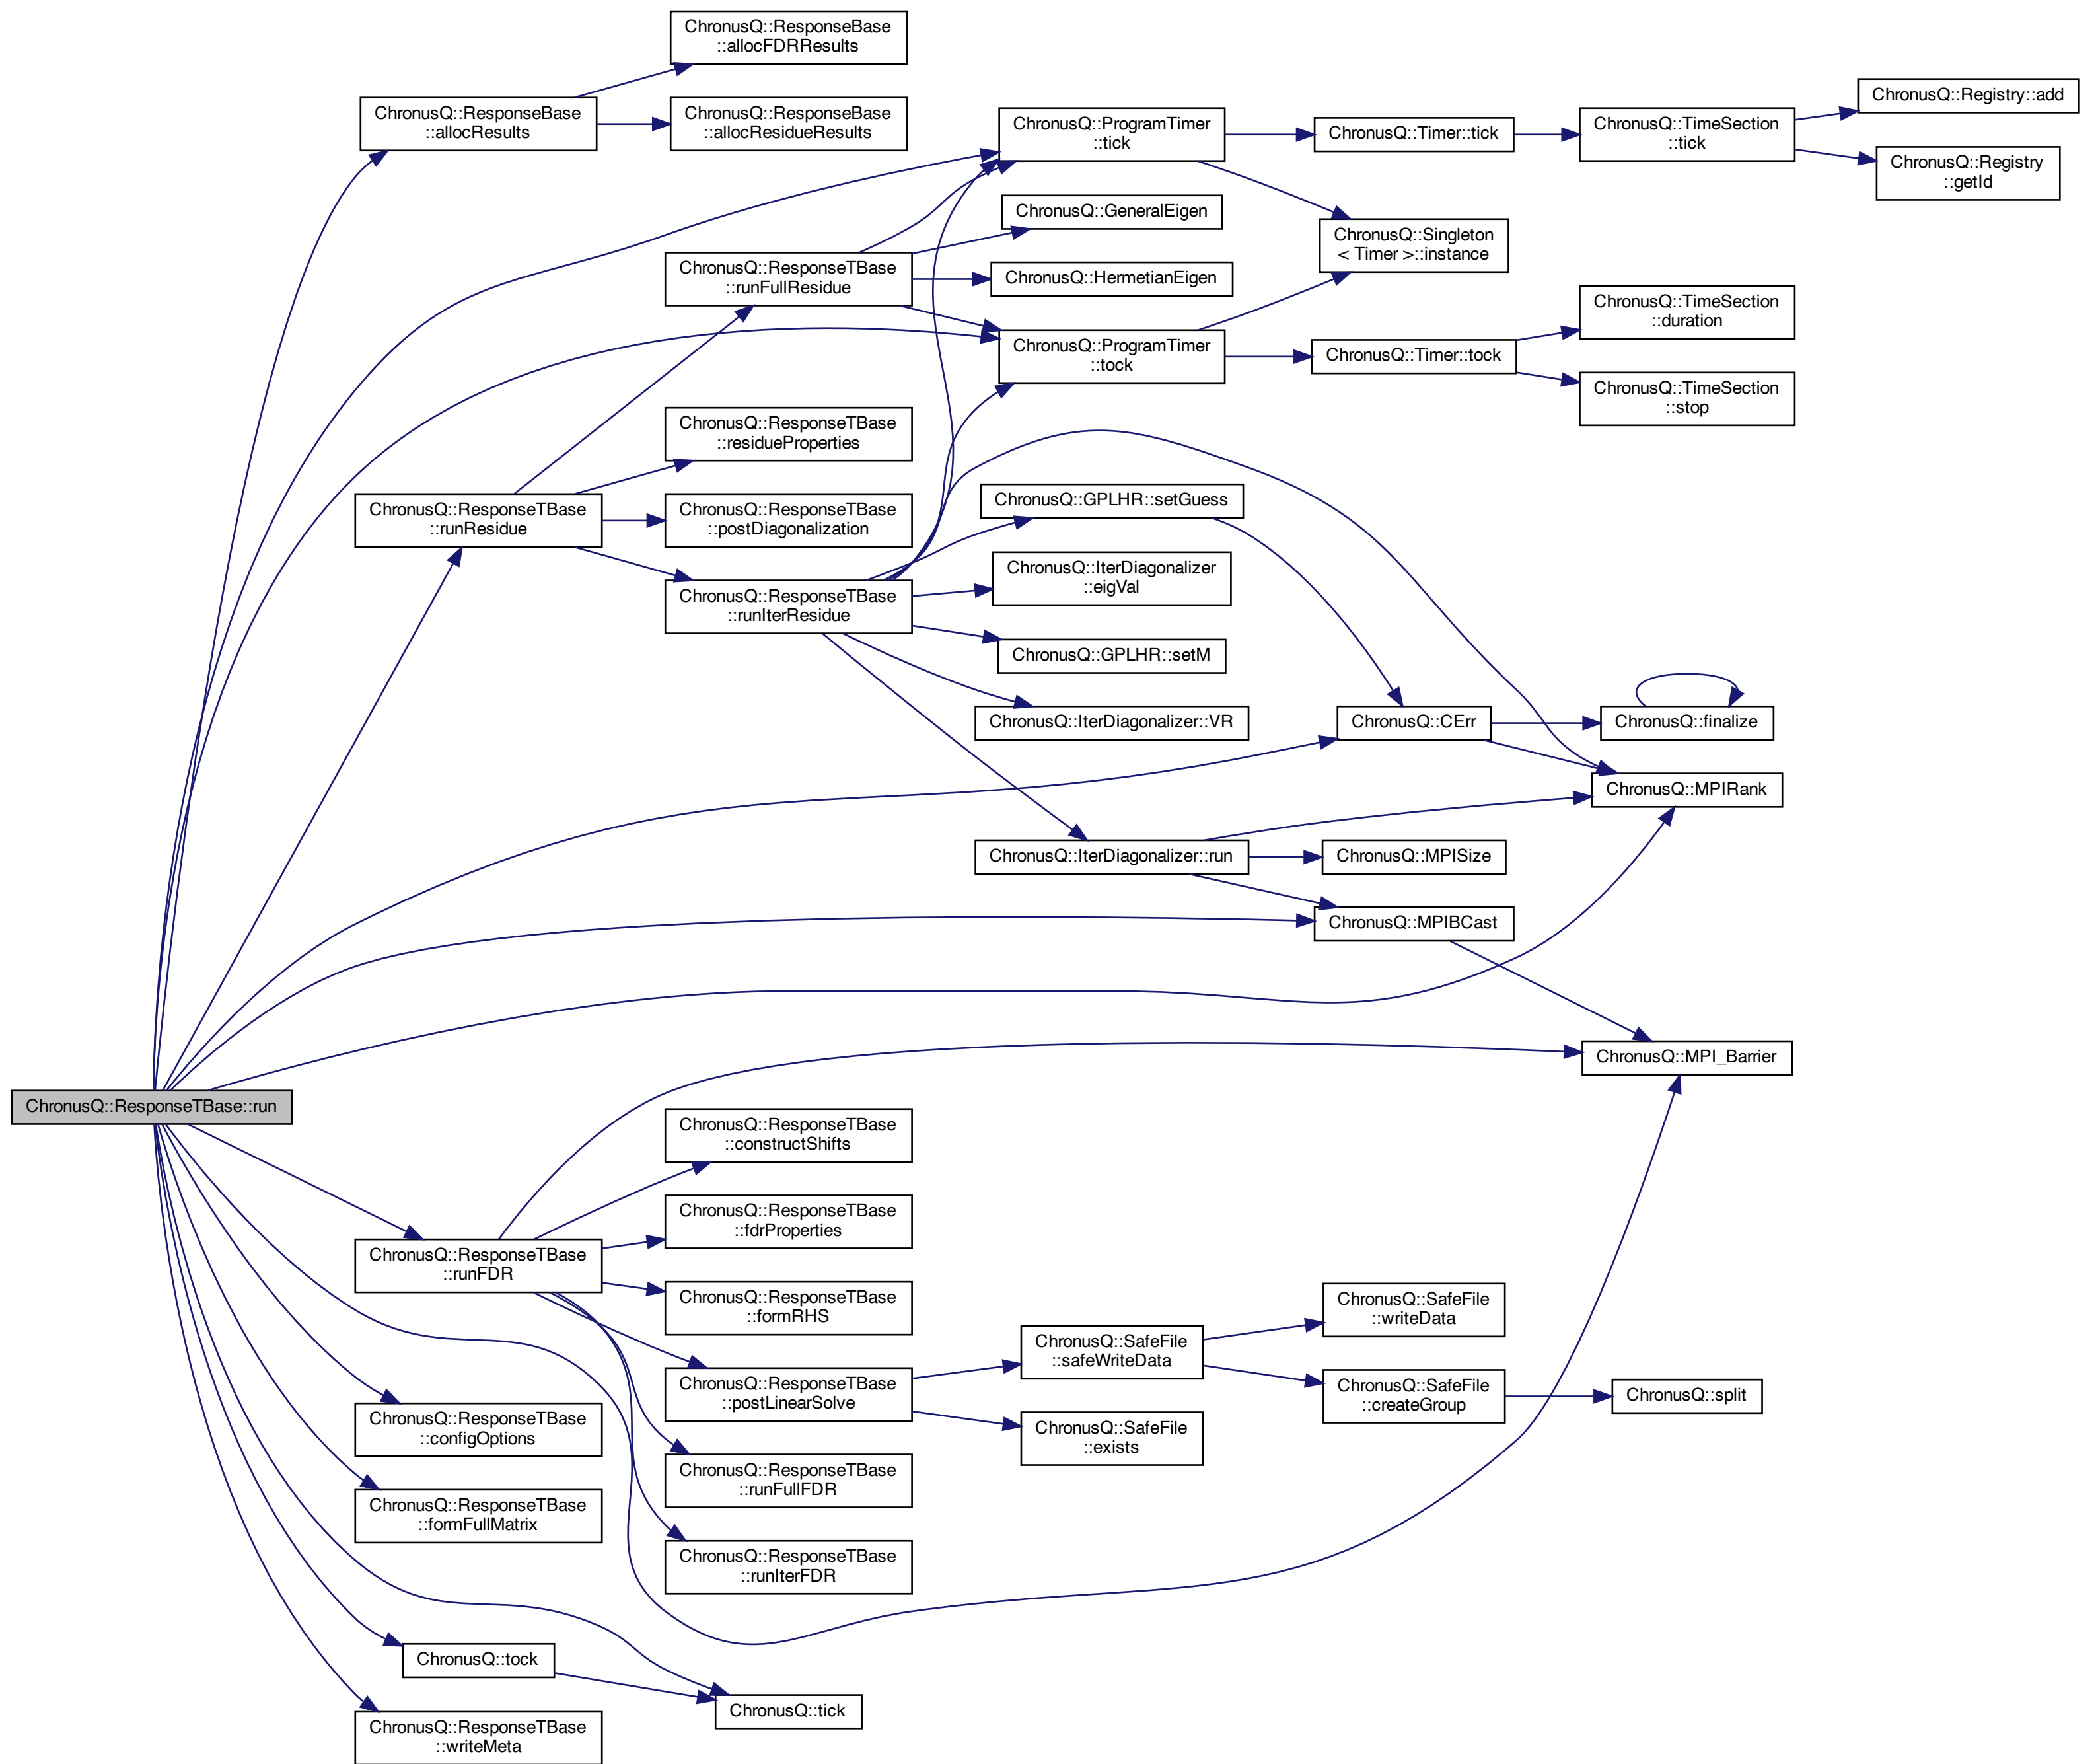 ChronusQ::ResponseBase
::allocFDRResults
ChronusQ::ResponseBase
::allocResults
ChronusQ::ResponseBase
::allocResidueResults
ChronusQ::ProgramTimer
::tick
ChronusQ::Timer::tick
ChronusQ::TimeSection
::tick
ChronusQ::Registry::add
ChronusQ::Registry
::getId
ChronusQ::GeneralEigen
ChronusQ::Singleton
< Timer >::instance
ChronusQ::ResponseTBase
::runFullResidue
ChronusQ::HermetianEigen
ChronusQ::ProgramTimer
::tock
ChronusQ::Timer::tock
ChronusQ::TimeSection
::duration
ChronusQ::TimeSection
::stop
ChronusQ::ResponseTBase
::residueProperties
ChronusQ::ResponseTBase
::runResidue
ChronusQ::ResponseTBase
::postDiagonalization
ChronusQ::GPLHR::setGuess
ChronusQ::IterDiagonalizer
::eigVal
ChronusQ::ResponseTBase
::runIterResidue
ChronusQ::GPLHR::setM
ChronusQ::IterDiagonalizer::VR
ChronusQ::CErr
ChronusQ::finalize
ChronusQ::MPIRank
ChronusQ::IterDiagonalizer::run
ChronusQ::MPISize
ChronusQ::MPIBCast
ChronusQ::MPI_Barrier
ChronusQ::ResponseTBase::run
ChronusQ::ResponseTBase
::constructShifts
ChronusQ::ResponseTBase
::fdrProperties
ChronusQ::ResponseTBase
::runFDR
ChronusQ::ResponseTBase
::formRHS
ChronusQ::ResponseTBase
::postLinearSolve
ChronusQ::SafeFile
::safeWriteData
ChronusQ::SafeFile
::writeData
ChronusQ::SafeFile
::createGroup
ChronusQ::split
ChronusQ::SafeFile
::exists
ChronusQ::ResponseTBase
::configOptions
ChronusQ::ResponseTBase
::runFullFDR
ChronusQ::ResponseTBase
::formFullMatrix
ChronusQ::ResponseTBase
::runIterFDR
ChronusQ::tock
ChronusQ::tick
ChronusQ::ResponseTBase
::writeMeta